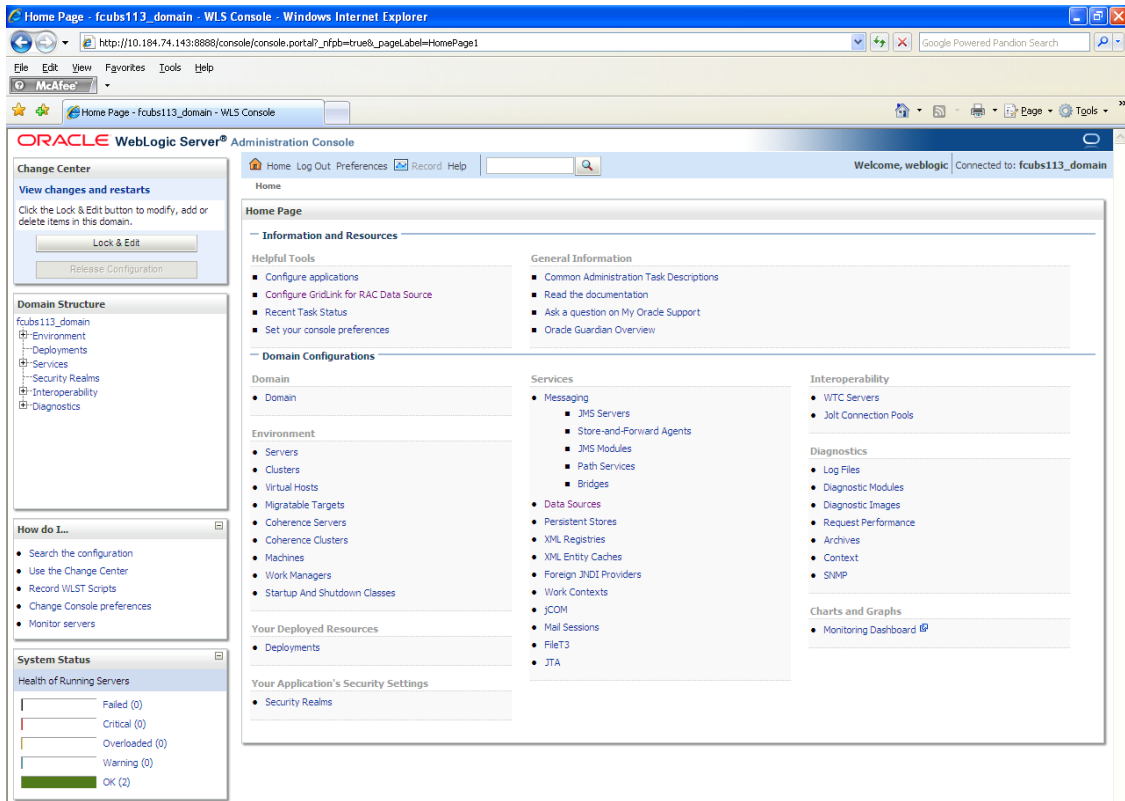 Home Page - fcubs113_domain - WLS Console - Windows Internet Explorer
http://10.184.74.143:8888/console/console.portal?_nfpb=true&_pageLabel=HomePage1
Google Powered Pandion Search
File Edit View Favorites Tools Help
McAfee
Home Page - fcubs113_domain - WLS Console
Page Tools
ORACLE WebLogic Server® Administration Console
Change Center
View changes and restarts
Click the Lock & Edit button to modify, add or
delete items in this domain.
Lock & Edit
Release Configuration
Domain Structure
fcubs113_domain
Environment
Deployments
Services
Security Realms
Interoperability
Diagnostics
How do I...
Search the configuration
Use the Change Center
Record WLST Scripts
Change Console preferences
Monitor servers
System Status
Health of Running Servers
Failed (0)
Critical (0)
Overloaded (0)
Warning (0)
OK (2)
Home Log Out Preferences Record Help
Welcome, weblogic Connected to: fcubs113_domain
Home
Home Page
Information and Resources
Helpful Tools
Configure applications
Configure GridLink for RAC Data Source
Recent Task Status
Set your console preferences
General Information
Common Administration Task Descriptions
Read the documentation
Ask a question on My Oracle Support
Oracle Guardian Overview
Domain Configurations
Domain
Domain
Environment
Servers
Clusters
Virtual Hosts
Migratable Targets
Coherence Servers
Coherence Clusters
Machines
Work Managers
Startup And Shutdown Classes
Your Deployed Resources
Deployments
Your Application's Security Settings
Security Realms
Services
Messaging
JMS Servers
Store-and-Forward Agents
JMS Modules
Path Services
Bridges
Data Sources
Persistent Stores
XML Registries
XML Entity Caches
Foreign JNDI Providers
Work Contexts
jCOM
Mail Sessions
FileT3
JTA
Interoperability
WTC Servers
Jolt Connection Pools
Diagnostics
Log Files
Diagnostic Modules
Diagnostic Images
Request Performance
Archives
Context
SNMP
Charts and Graphs
Monitoring Dashboard